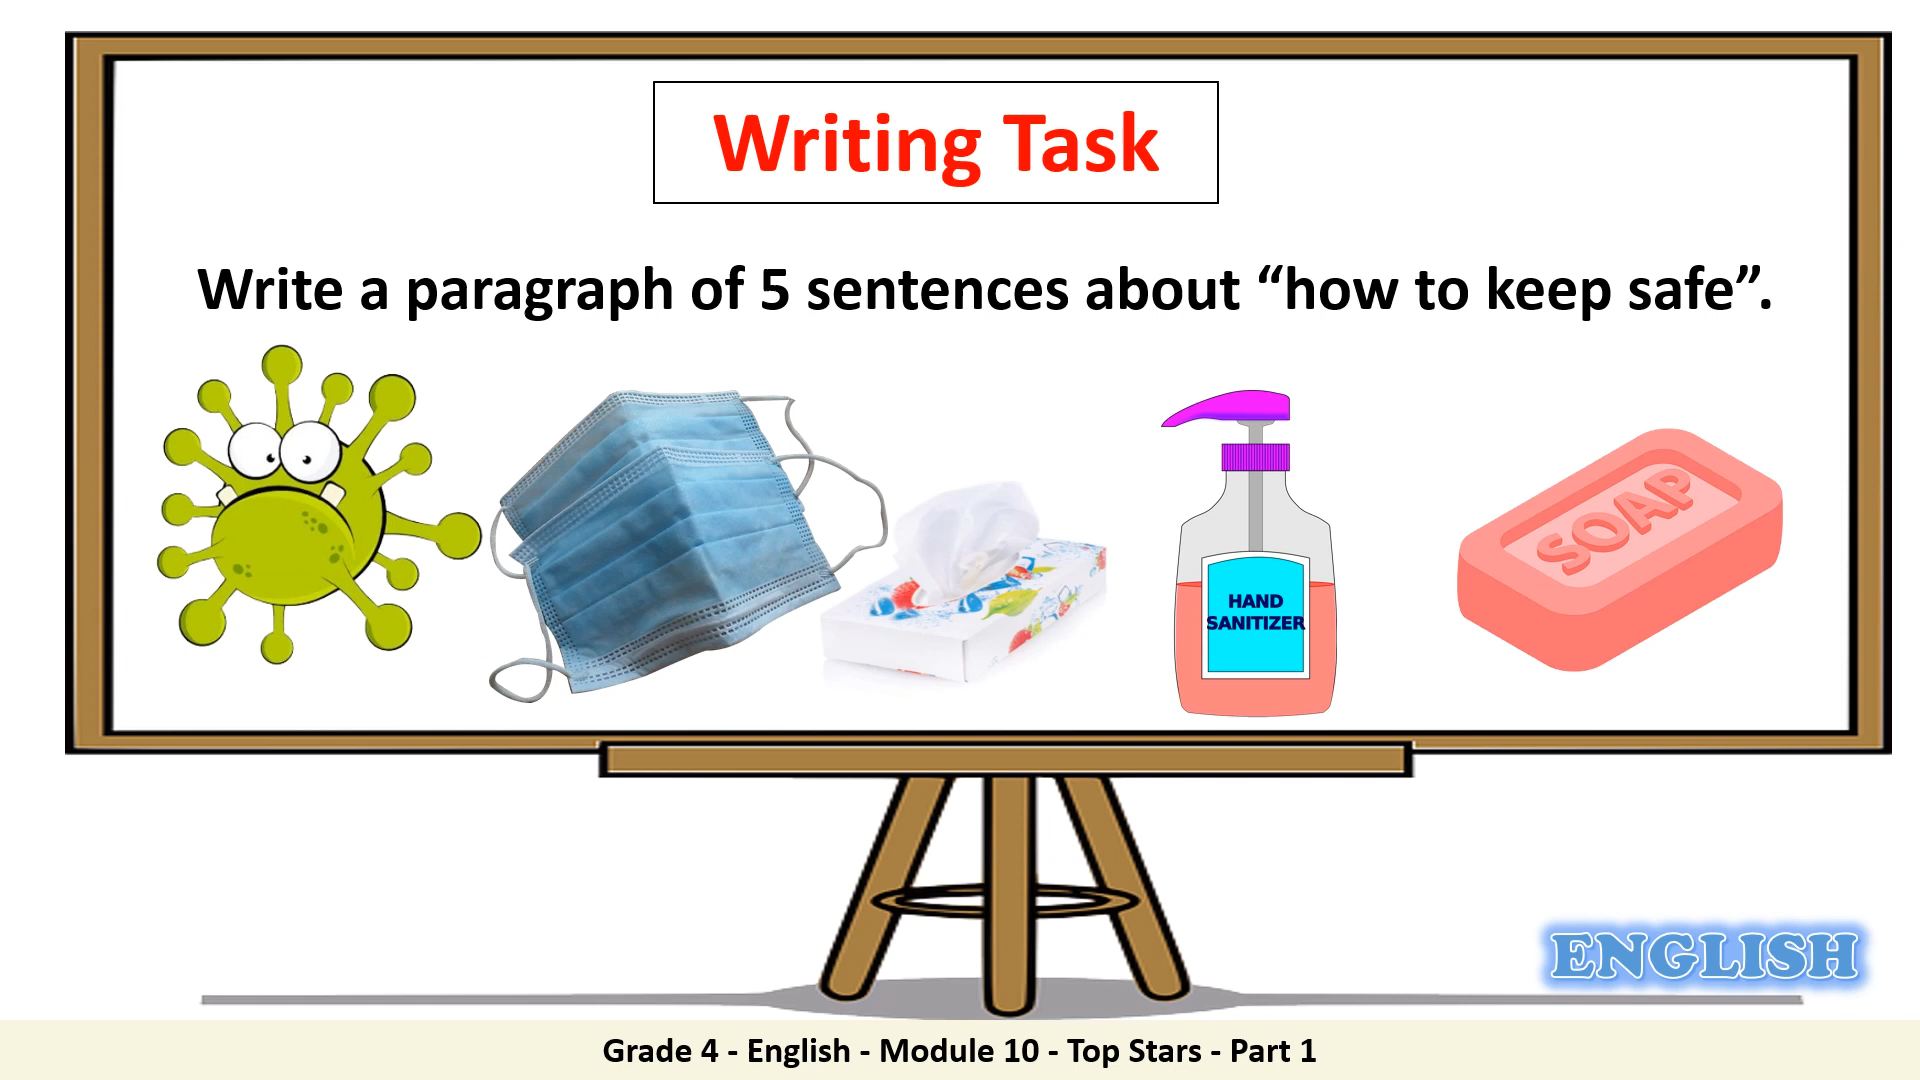 Writing Task
Write a paragraph of 5 sentences about “how to keep safe”.
HAND
SANITIZER
SOAP
ENGLISH
Grade 4 - English - Module 10 - Top Stars - Part 1